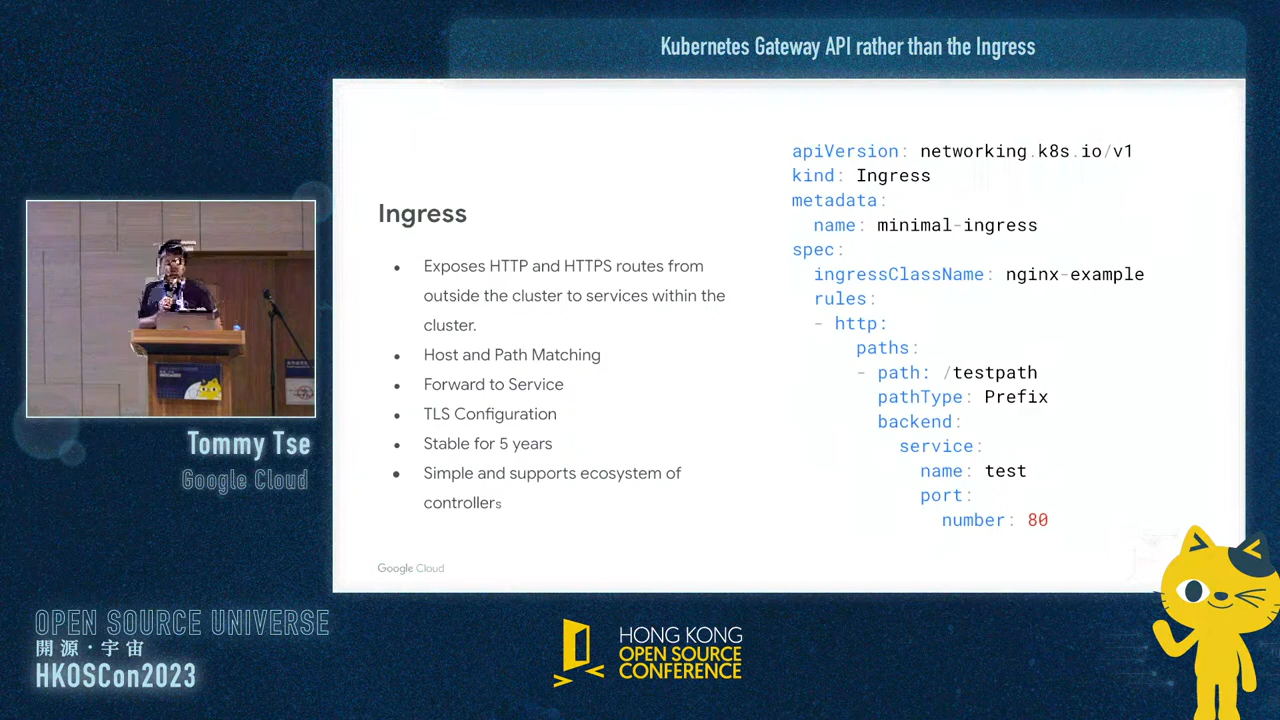 Kubernetes Gateway API rather than the Ingress
Ingress
• Exposes HTTP and HTTPS routes from
outside the cluster to services within the
cluster.
• Host and Path Matching
• Forward to Service
• TLS Configuration
• Stable for 5 years
• Simple and supports ecosystem of
controllers
Google Cloud
apiVersion: networking.k8s.io/v1
kind: Ingress
metadata:
  name: minimal-ingress
spec:
  ingressClassName: nginx-example
  rules:
  - http:
      paths:
      - path: /testpath
        pathType: Prefix
        backend:
          service:
            name: test
            port:
              number: 80
Tommy Tse
Google Cloud
OPEN SOURCE UNIVERSE
開源·宇宙
HKOSCon2023
HONG KONG
OPEN SOURCE
CONFERENCE